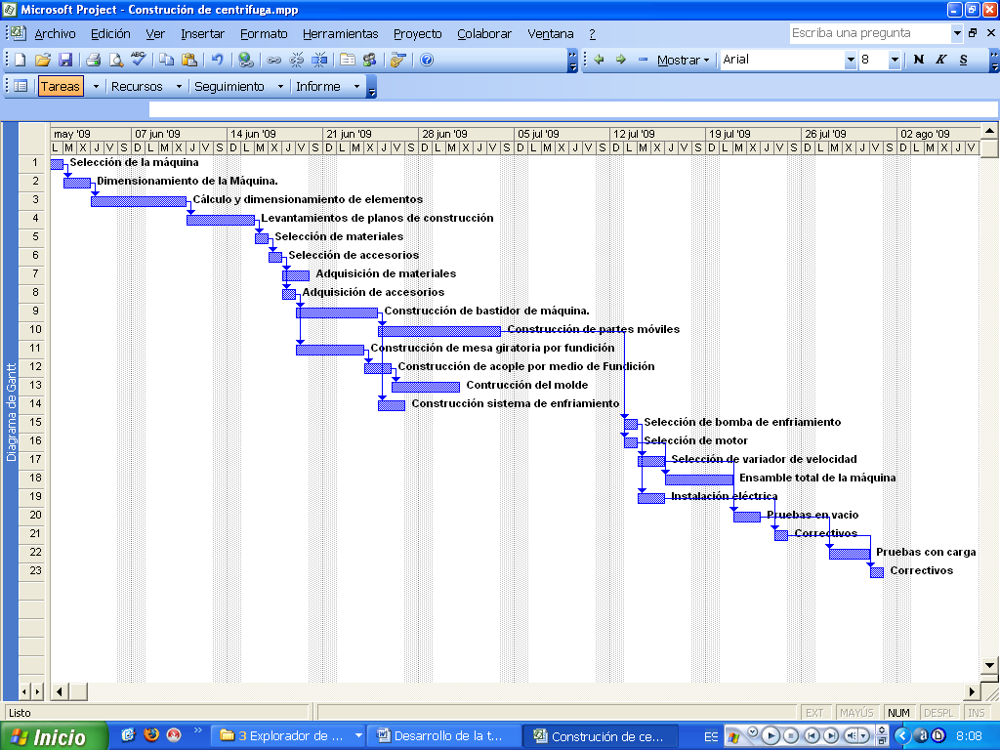 Microsoft Project - Construción de centrifuga.mpp
Archivo Edición Ver Insertar Formato Herramientas Proyecto Colaborar Ventana ? Escriba una pregunta
Mostrar Arial 8 N K S
Tareas Recursos Seguimiento Informe
may '09 07 jun '09 14 jun '09 21 jun '09 28 jun '09 05 jul '09 12 jul '09 19 jul '09 26 jul '09 02 ago '09
L M X J V S D L M X J V S D L M X J V S D L M X J V S D L M X J V S D L M X J V S D L M X J V S D L M X J V S D L M X J V S D L M X J V
1 Selección de la máquina
2 Dimensionamiento de la Máquina.
3 Cálculo y dimensionamiento de elementos
4 Levantamientos de planos de construcción
5 Selección de materiales
6 Selección de accesorios
7 Adquisición de materiales
8 Adquisición de accesorios
9 Construcción de bastidor de máquina.
10 Construcción de partes móviles
11 Construcción de mesa giratoria por fundición
12 Construcción de acople por medio de Fundición
13 Contrucción del molde
14 Construcción sistema de enfriamiento
15 Selección de bomba de enfriamiento
16 Selección de motor
17 Selección de variador de velocidad
18 Ensamble total de la máquina
19 Instalación eléctrica
20 Pruebas en vacio
21 Correctivos
22 Pruebas con carga
23 Correctivos
Diagrama de Gantt
Listo EXT MAYÚS NUM DESPL INS
Inicio 3 Explorador de ... Desarrollo de la t... Construción de ce... ES 8:08